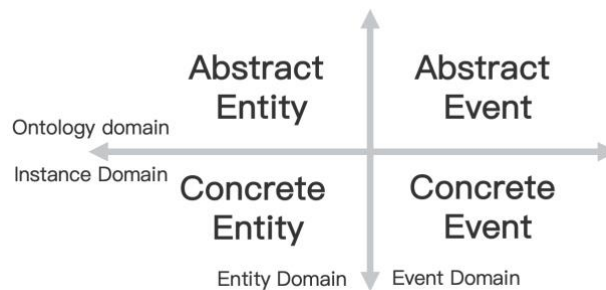 Abstract
Entity
Abstract
Event
Ontology domain
Instance Domain
Concrete
Entity
Concrete
Event
Entity Domain
Event Domain